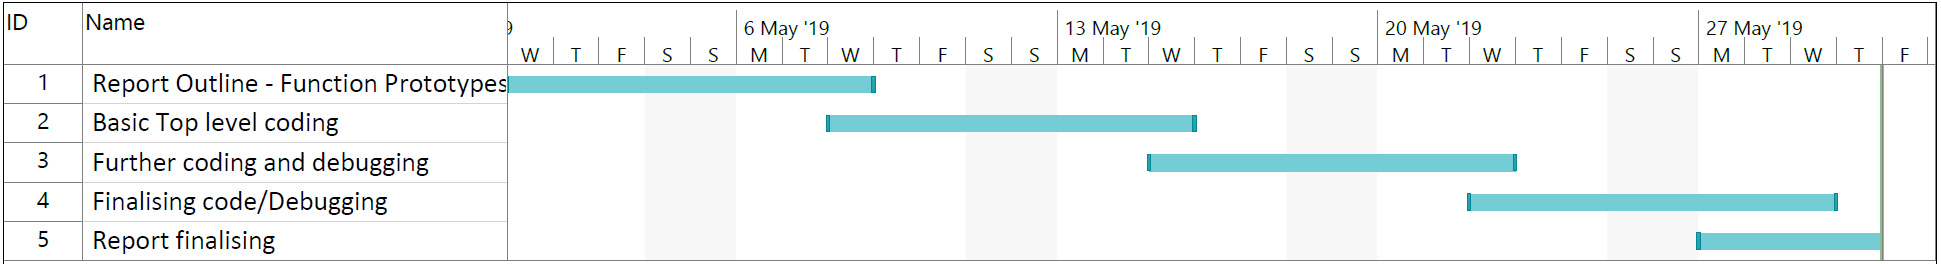 ID Name 9 6 May '19 13 May '19 20 May '19 27 May '19
W T F S S M T W T F S S M T W T F S S M T W T F S S M T W T F
1 Report Outline - Function Prototypes
2 Basic Top level coding
3 Further coding and debugging
4 Finalising code/Debugging
5 Report finalising